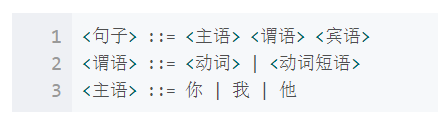 1 <句子> ::= <主语> <谓语> <宾语>
2 <谓语> ::= <动词> | <动词短语>
3 <主语> ::= 你 | 我 | 他